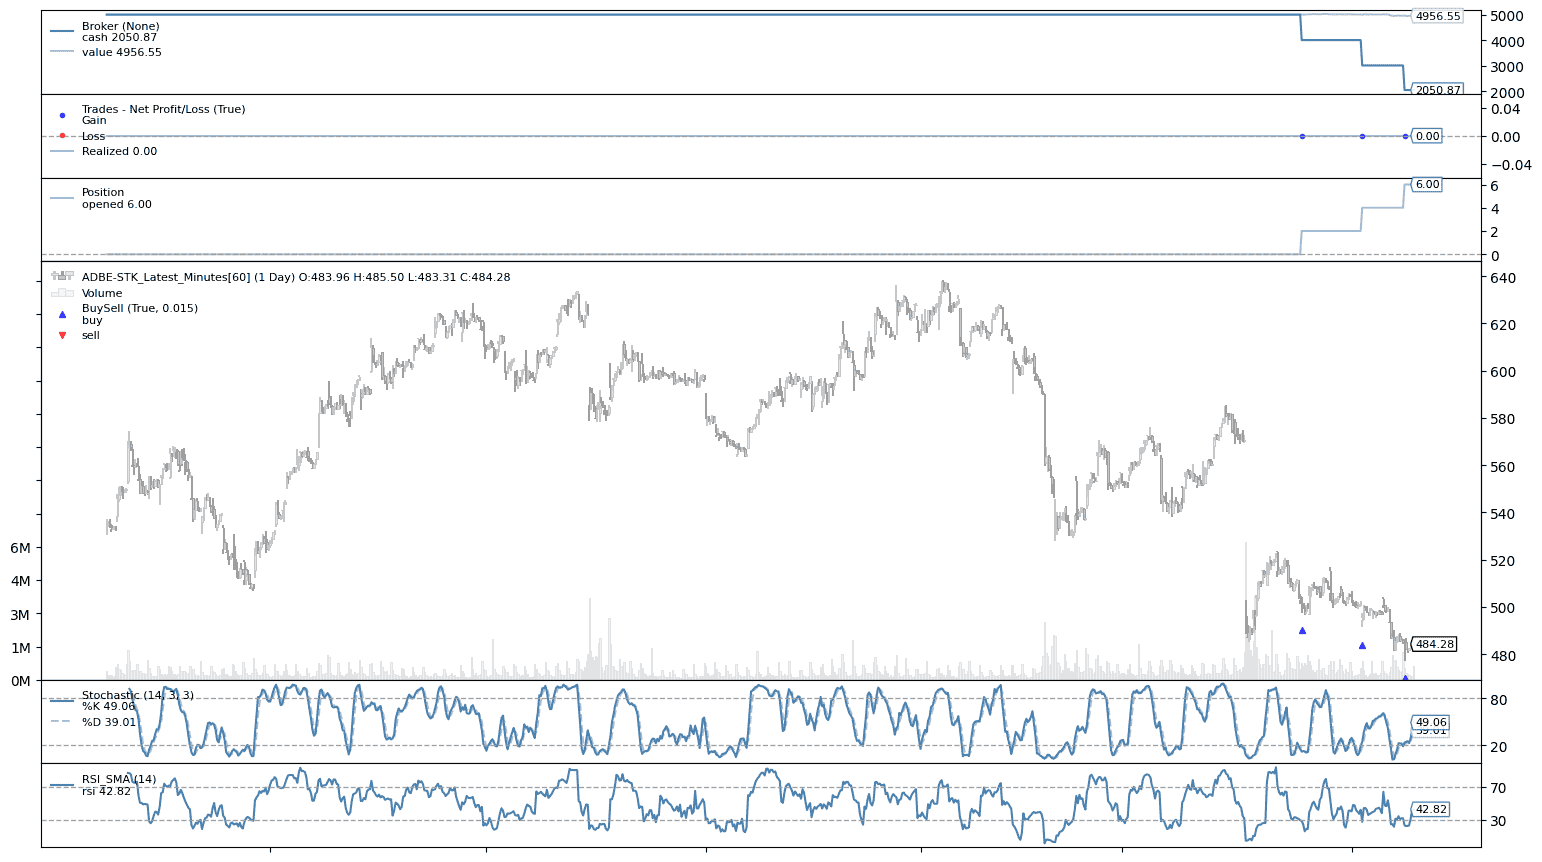 Broker (None)
cash 2050.87
value 4956.55
4956.55
2050.87
5000
4000
3000
2000
Trades - Net Profit/Loss (True)
Gain
Loss
Realized 0.00
0.00
0.04
0.00
−0.04
Position
opened 6.00
6.00
6
4
2
0
ADBE-STK_Latest_Minutes[60] (1 Day) O:483.96 H:485.50 L:483.31 C:484.28
Volume
BuySell (True, 0.015)
buy
sell
640
620
600
580
560
540
520
500
480
484.28
6M
4M
3M
1M
0M
Stochastic (14, 3, 3)
%K 49.06
%D 39.01
49.06
39.01
80
20
RSI_SMA (14)
rsi 42.82
42.82
70
30